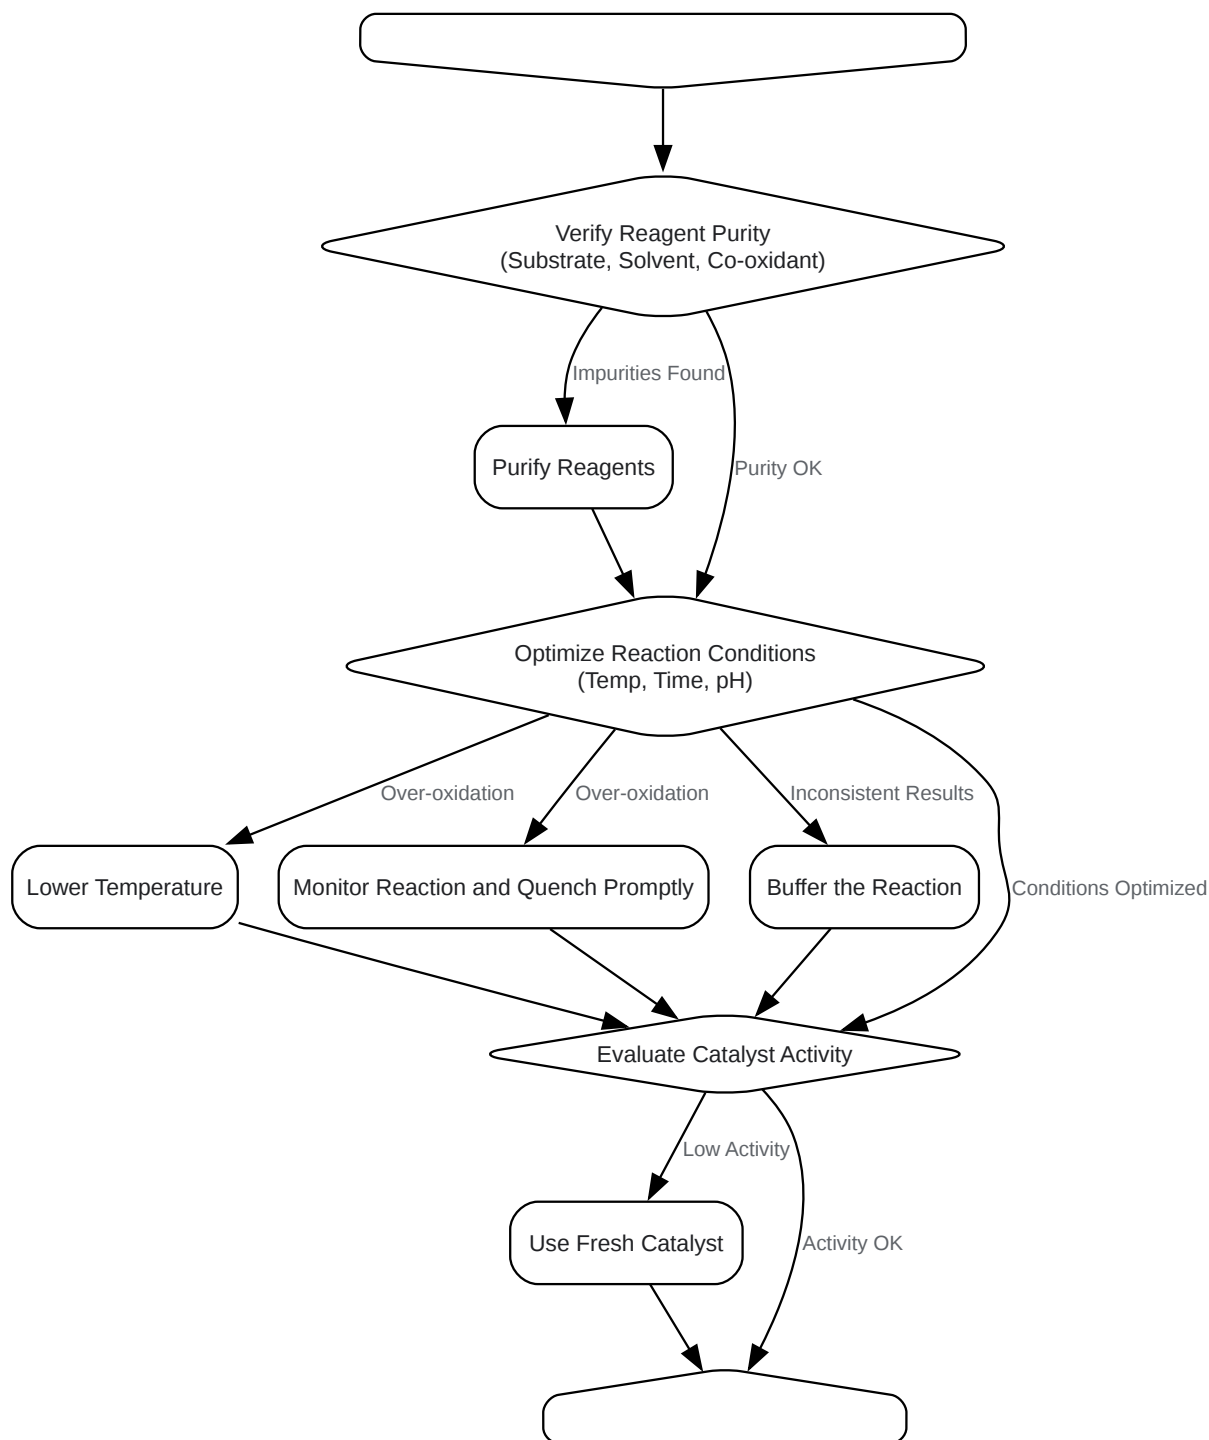 Verify Reagent Purity
(Substrate, Solvent, Co-oxidant)
Impurities Found
Purify Reagents
Purity OK
Optimize Reaction Conditions
(Temp, Time, pH)
Over-oxidation
Over-oxidation
Inconsistent Results
Lower Temperature
Monitor Reaction and Quench Promptly
Buffer the Reaction
Conditions Optimized
Evaluate Catalyst Activity
Low Activity
Use Fresh Catalyst
Activity OK